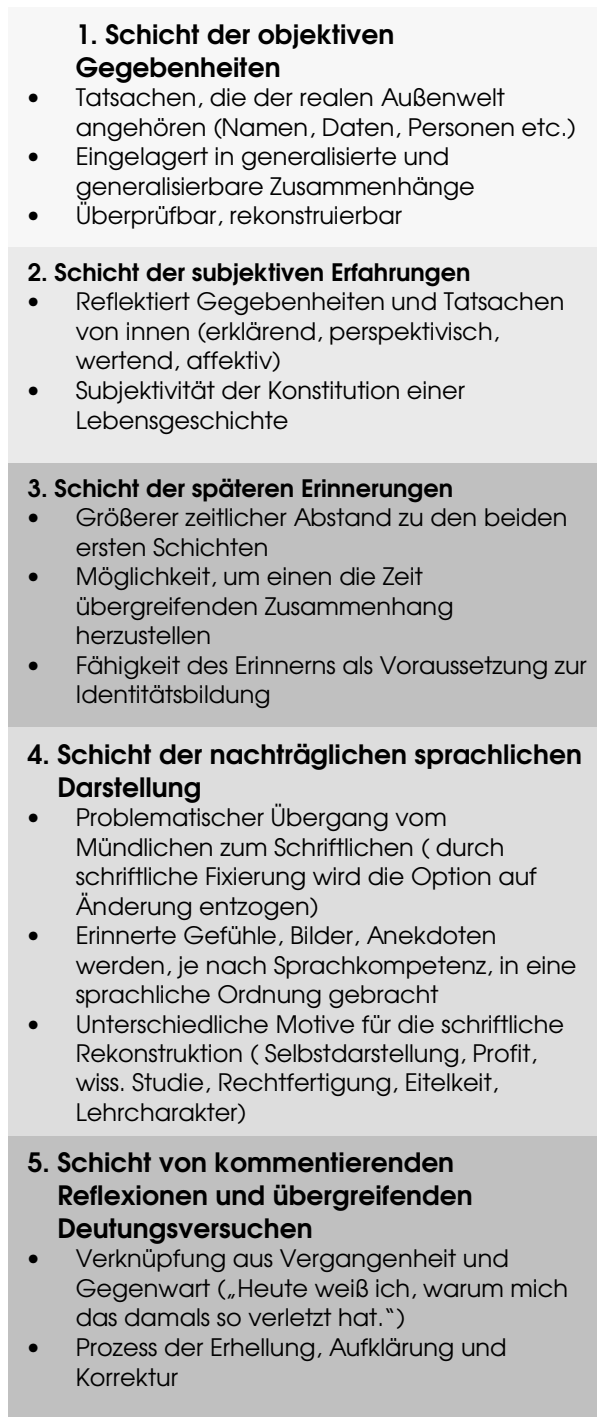 1. Schicht der objektiven
Gegebenheiten
• Tatsachen, die der realen Außenwelt
angehören (Namen, Daten, Personen etc.)
• Eingelagert in generalisierte und
generalisierbare Zusammenhänge
• Überprüfbar, rekonstruierbar
2. Schicht der subjektiven Erfahrungen
• Reflektiert Gegebenheiten und Tatsachen
von innen (erklärend, perspektivisch,
wertend, affektiv)
• Subjektivität der Konstitution einer
Lebensgeschichte
3. Schicht der späteren Erinnerungen
• Größerer zeitlicher Abstand zu den beiden
ersten Schichten
• Möglichkeit, um einen die Zeit
übergreifenden Zusammenhang
herzustellen
• Fähigkeit des Erinnerns als Voraussetzung zur
Identitätsbildung
4. Schicht der nachträglichen sprachlichen
Darstellung
• Problematischer Übergang vom
Mündlichen zum Schriftlichen ( durch
schriftliche Fixierung wird die Option auf
Änderung entzogen)
• Erinnerte Gefühle, Bilder, Anekdoten
werden, je nach Sprachkompetenz, in eine
sprachliche Ordnung gebracht
• Unterschiedliche Motive für die schriftliche
Rekonstruktion ( Selbstdarstellung, Profit,
wiss. Studie, Rechtfertigung, Eitelkeit,
Lehrcharakter)
5. Schicht von kommentierenden
Reflexionen und übergreifenden
Deutungsversuchen
• Verknüpfung aus Vergangenheit und
Gegenwart („Heute weiß ich, warum mich
das damals so verletzt hat.“)
• Prozess der Erhellung, Aufklärung und
Korrektur